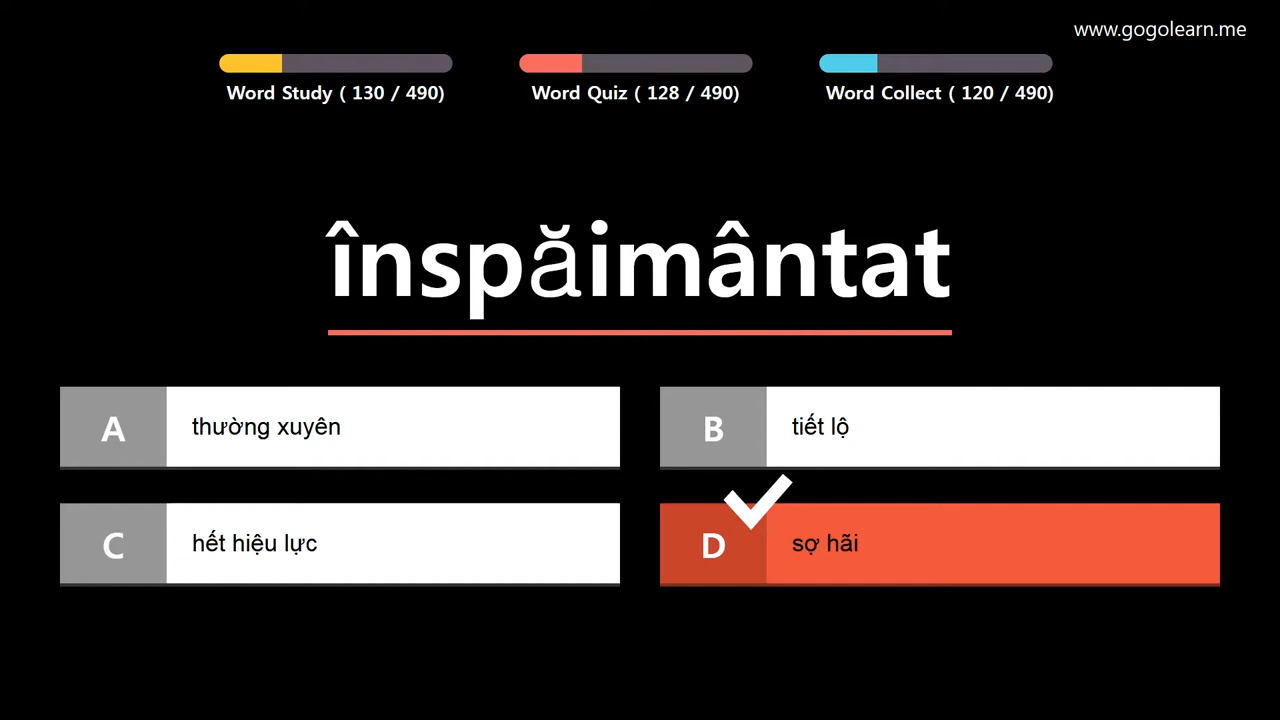 www.gogolearn.me
Word Study ( 130 / 490)
Word Quiz ( 128 / 490)
Word Collect ( 120 / 490)
înspăimântat
A
thường xuyên
B
tiết lộ
C
hết hiệu lực
D
sợ hãi